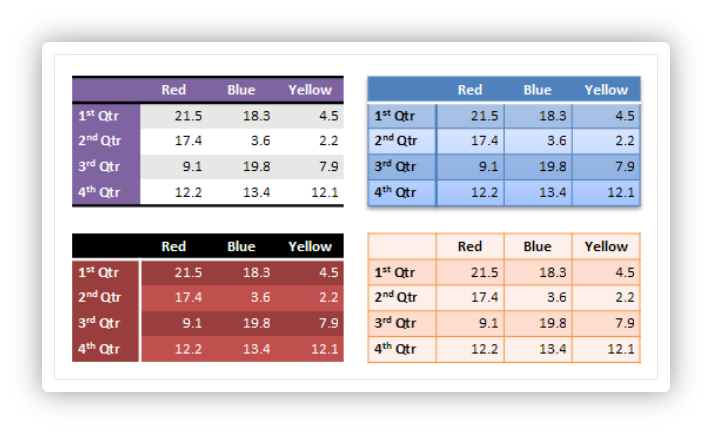 Red Blue Yellow
1st Qtr 21.5 18.3 4.5
2nd Qtr 17.4 3.6 2.2
3rd Qtr 9.1 19.8 7.9
4th Qtr 12.2 13.4 12.1
Red Blue Yellow
1st Qtr 21.5 18.3 4.5
2nd Qtr 17.4 3.6 2.2
3rd Qtr 9.1 19.8 7.9
4th Qtr 12.2 13.4 12.1
Red Blue Yellow
1st Qtr 21.5 18.3 4.5
2nd Qtr 17.4 3.6 2.2
3rd Qtr 9.1 19.8 7.9
4th Qtr 12.2 13.4 12.1
Red Blue Yellow
1st Qtr 21.5 18.3 4.5
2nd Qtr 17.4 3.6 2.2
3rd Qtr 9.1 19.8 7.9
4th Qtr 12.2 13.4 12.1